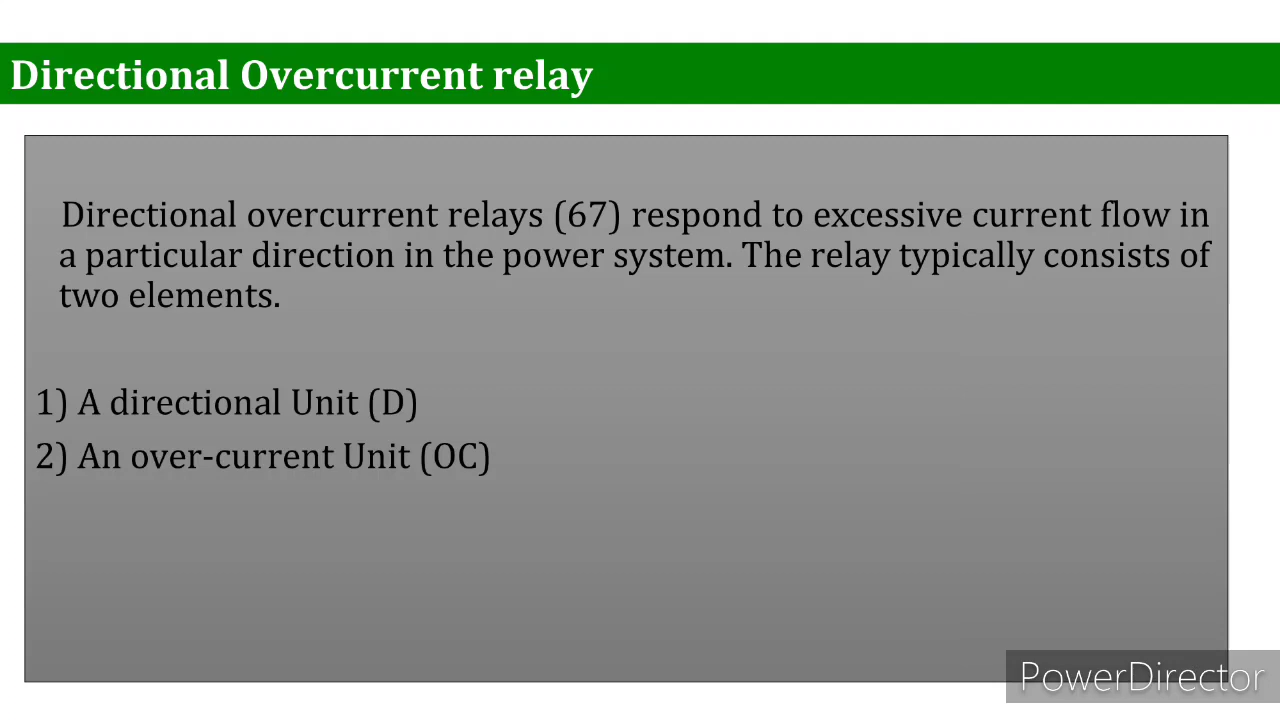 Directional Overcurrent relay
Directional overcurrent relays (67) respond to excessive current flow in
a particular direction in the power system. The relay typically consists of
two elements.
1) A directional Unit (D)
2) An over-current Unit (OC)
PowerDirector